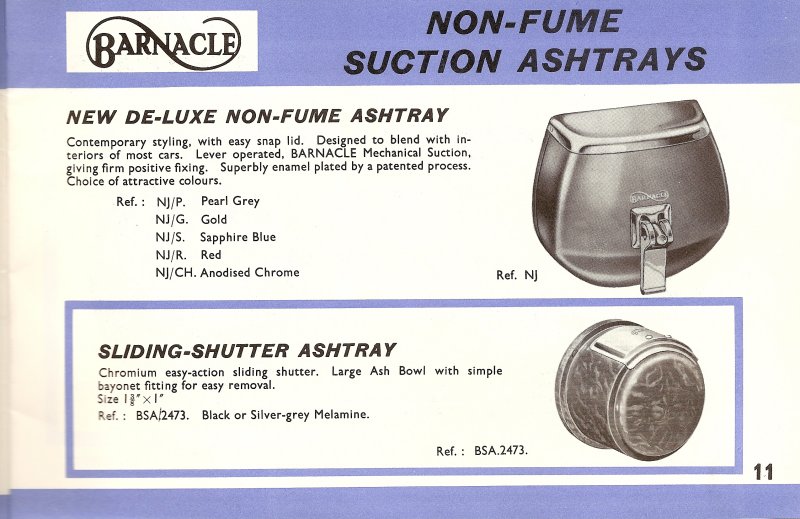 BARNACLE
NON-FUME
SUCTION ASHTRAYS
NEW DE-LUXE NON-FUME ASHTRAY
Contemporary styling, with easy snap lid. Designed to blend with in-
teriors of most cars. Lever operated, BARNACLE Mechanical Suction,
giving firm positive fixing. Superbly enamel plated by a patented process.
Choice of attractive colours.
Ref. : NJ/P. Pearl Grey
NJ/G. Gold
NJ/S. Sapphire Blue
NJ/R. Red
NJ/CH. Anodised Chrome
BARNACLE
Ref. NJ
SLIDING-SHUTTER ASHTRAY
Chromium easy-action sliding shutter. Large Ash Bowl with simple
bayonet fitting for easy removal.
Size 1⅜″×1″
Ref. : BSA/2473. Black or Silver-grey Melamine.
Ref. : BSA.2473.
11